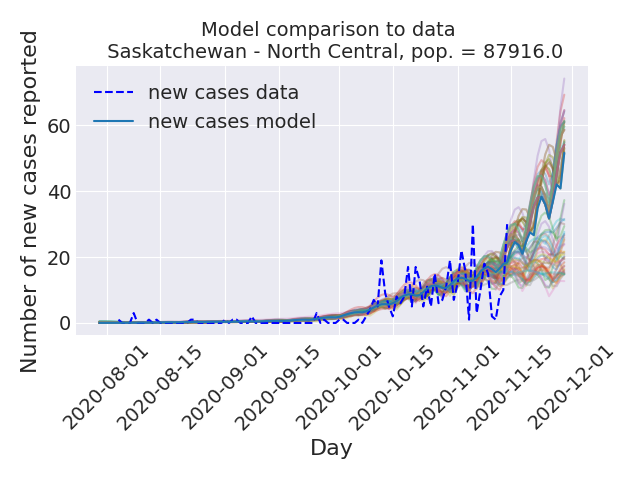 Model comparison to data
Saskatchewan - North Central, pop. = 87916.0
Number of new cases reported
new cases data
new cases model
60
40
20
0
2020-08-01
2020-08-15
2020-09-01
2020-09-15
2020-10-01
2020-10-15
2020-11-01
2020-11-15
2020-12-01
Day